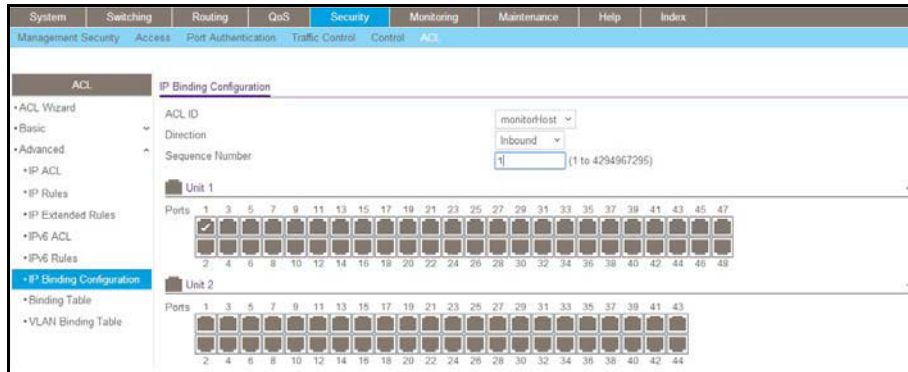 System Switching Routing QoS Security Monitoring Maintenance Help Index
Management Security Access Port Authentication Traffic Control Control ACL
ACL
•ACL Wizard
•Basic
•Advanced
•IP ACL
•IP Rules
•IP Extended Rules
•IPv6 ACL
•IPv6 Rules
•IP Binding Configuration
•Binding Table
•VLAN Binding Table
IP Binding Configuration
ACL ID monitorHost
Direction Inbound
Sequence Number 1 (1 to 4294967295)
Unit 1
Ports 1 3 5 7 9 11 13 15 17 19 21 23 25 27 29 31 33 35 37 39 41 43 45 47
2 4 6 8 10 12 14 16 18 20 22 24 26 28 30 32 34 36 38 40 42 44 46 48
Unit 2
Ports 1 3 5 7 9 11 13 15 17 19 21 23 25 27 29 31 33 35 37 39 41 43
2 4 6 8 10 12 14 16 18 20 22 24 26 28 30 32 34 36 38 40 42 44